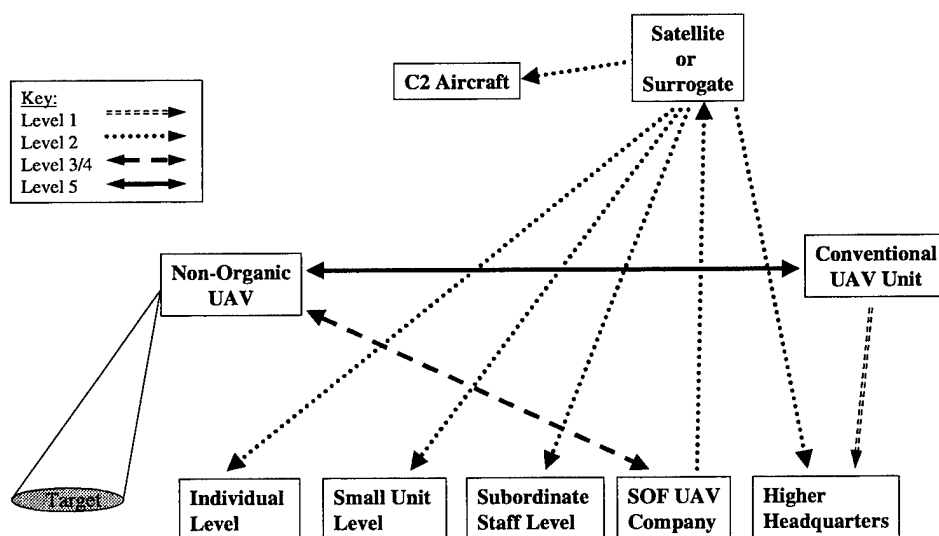 Satellite
or
Surrogate
C2 Aircraft
Key:
Level 1
Level 2
Level 3/4
Level 5
Non-Organic
UAV
Conventional
UAV Unit
Target
Individual
Level
Small Unit
Level
Subordinate
Staff Level
SOF UAV
Company
Higher
Headquarters